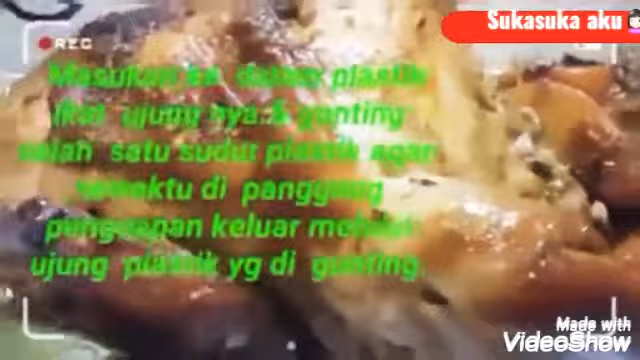 Sukasuka aku
REC
Masukan ke dalam plastik
ikat ujung nya & gunting
salah satu sudut plastik agar
sewaktu di panggang
penguapan keluar melalui
ujung plastik yg di gunting.
Made with
VideoShow